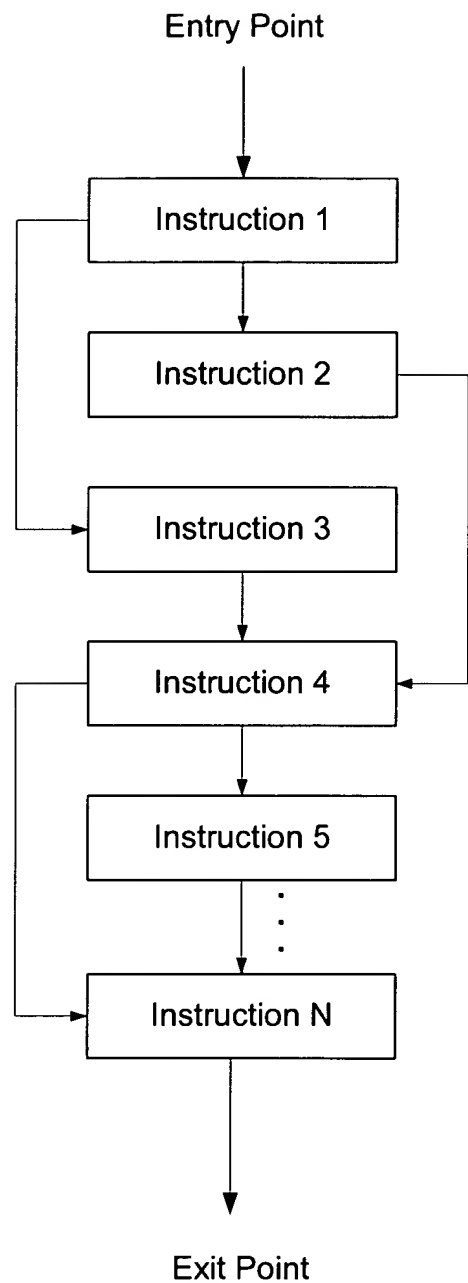 Entry Point
Instruction 1
Instruction 2
Instruction 3
Instruction 4
Instruction 5
Instruction N
Exit Point